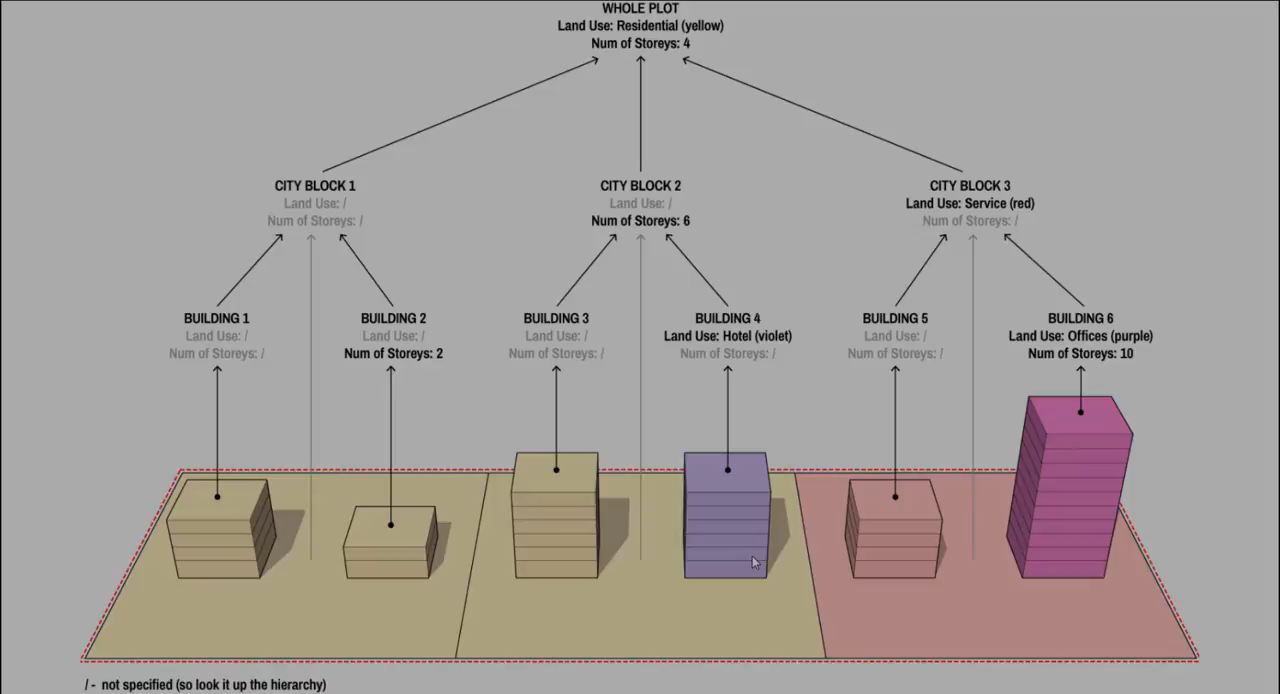 WHOLE PLOT
Land Use: Residential (yellow)
Num of Storeys: 4
CITY BLOCK 1
Land Use: /
Num of Storeys: /
CITY BLOCK 2
Land Use: /
Num of Storeys: 6
CITY BLOCK 3
Land Use: Service (red)
Num of Storeys: /
BUILDING 1
Land Use: /
Num of Storeys: /
BUILDING 2
Land Use: /
Num of Storeys: 2
BUILDING 3
Land Use: /
Num of Storeys: /
BUILDING 4
Land Use: Hotel (violet)
Num of Storeys: /
BUILDING 5
Land Use: /
Num of Storeys: /
BUILDING 6
Land Use: Offices (purple)
Num of Storeys: 10
/ - not specified (so look it up the hierarchy)